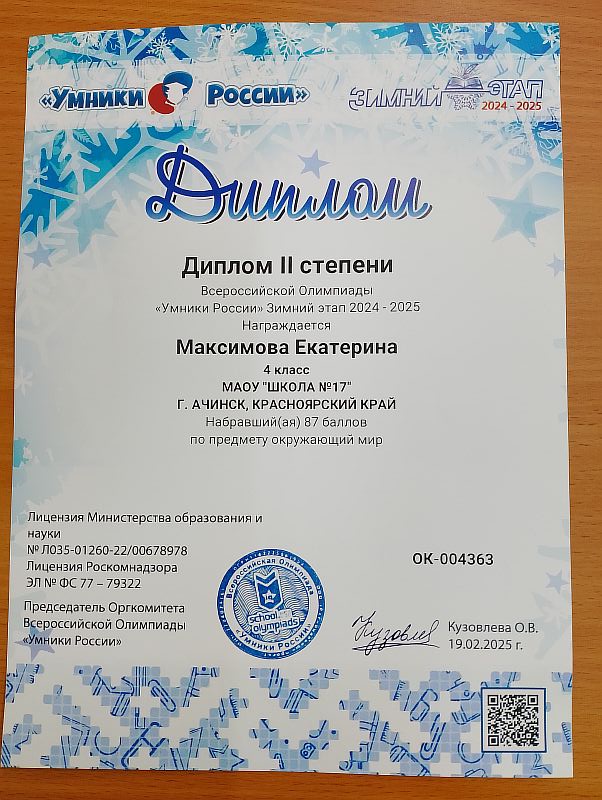 «Умники России»
ЗИМНИЙ ЭТАП
2024 - 2025
Диплом
Диплом II степени
Всероссийской Олимпиады
«Умники России» Зимний этап 2024 - 2025
Награждается
Максимова Екатерина
4 класс
МАОУ "ШКОЛА №17"
Г. АЧИНСК, КРАСНОЯРСКИЙ КРАЙ
Набравший(ая) 87 баллов
по предмету окружающий мир
Лицензия Министерства образования и
науки
№ Л035-01260-22/00678978
Лицензия Роскомнадзора
ЭЛ № ФС 77 – 79322
Председатель Оргкомитета
Всероссийской Олимпиады
«Умники России»
Всероссийская Олимпиада
school
olympiads
«Умники России»
ОК-004363
Кузовлев
Кузовлева О.В.
19.02.2025 г.